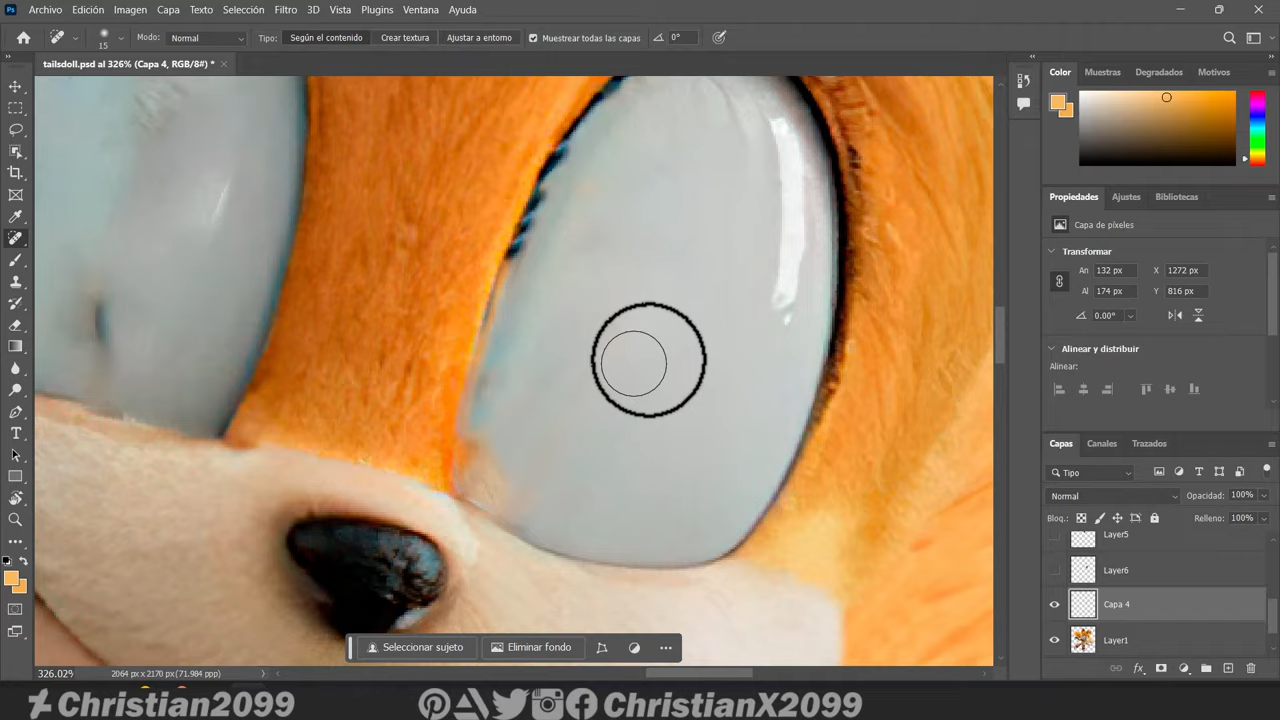 Archivo Edición Imagen Capa Texto Selección Filtro 3D Vista Plugins Ventana Ayuda
15 Modo: Normal Tipo: Según el contenido Crear textura Ajustar a entorno Muestrear todas las capas 0°
tailsdoll.psd al 326% (Capa 4, RGB/8#) *
Color Muestras Degradados Motivos
Propiedades Ajustes Bibliotecas
Capa de píxeles
Transformar
An 132 px X 1272 px
Al 174 px Y 816 px
0.00°
Alinear y distribuir
Alinear:
Capas Canales Trazados
Tipo
Normal Opacidad: 100%
Bloq.: Relleno: 100%
Layer5
Layer6
Capa 4
Layer1
Seleccionar sujeto Eliminar fondo
326.02% 2064 px x 2170 px (71.984 ppp)
Christian2099 ChristianX2099